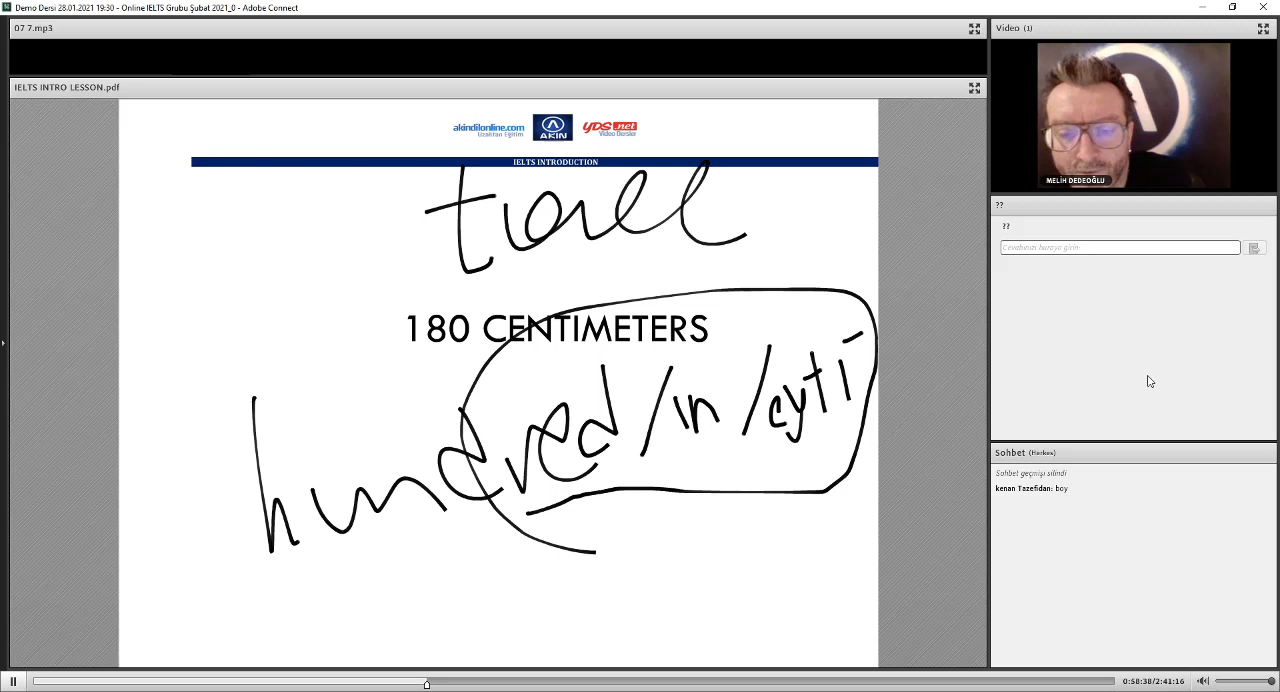 Demo Dersi 28.01.2021 19:30 - Online IELTS Grubu Şubat 2021_0 - Adobe Connect
07 7.mp3
IELTS INTRO LESSON.pdf
akindilonline.com
Uzaktan Eğitim
AKIN
YDS.net
Video Dersler
IELTS INTRODUCTION
180 CENTIMETERS
hundred/in/eyti
Video (1)
MELİH DEDEOĞLU
??
??
Cevabınızı buraya girin
Sohbet (Herkes)
Sohbet geçmişi silindi
kenan Tazefidan: boy
0:58:38/2:41:16